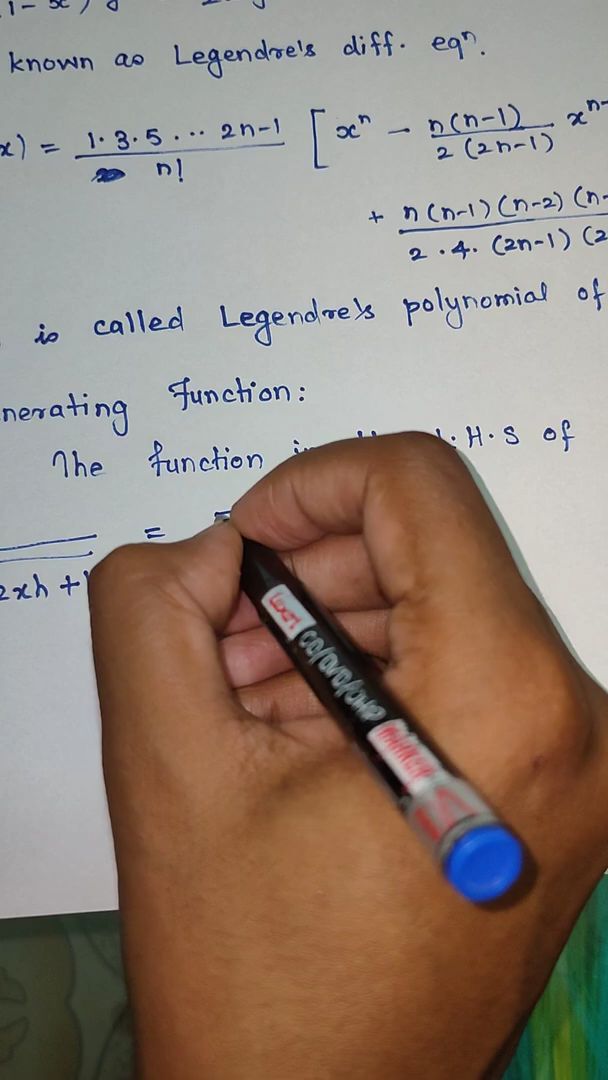 known as Legendre's diff. eqⁿ.
x) = 1·3·5 ... 2n-1 / n! [ xⁿ - n(n-1) / 2(2n-1) xⁿ⁻
+ n(n-1)(n-2)(n- / 2·4·(2n-1)(2
is called Legendre's polynomial of
nerating Function:
The function L.H.S of
=
2xh +